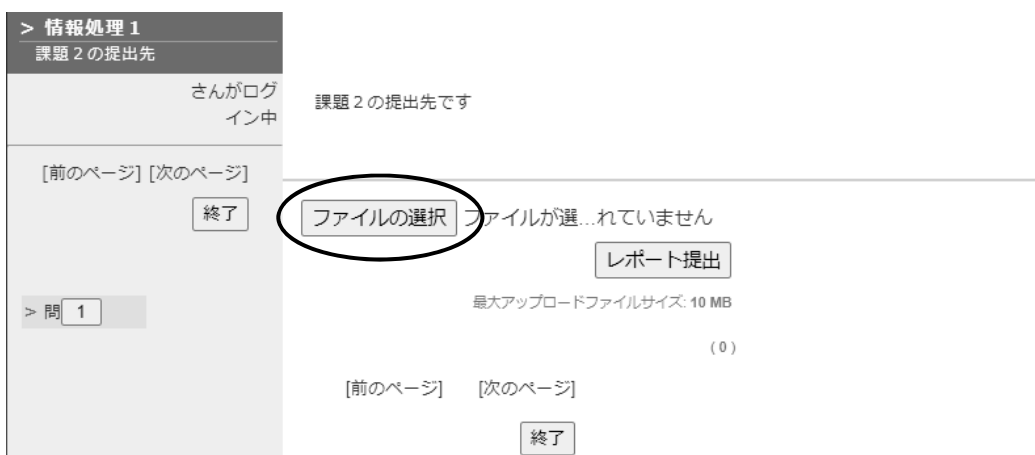 > 情報処理1
課題2の提出先
さんがログ
イン中
[前のページ] [次のページ]
終了
> 問 1
課題2の提出先です
ファイルの選択 ファイルが選...れていません
レポート提出
最大アップロードファイルサイズ: 10 MB
( 0 )
[前のページ] [次のページ]
終了